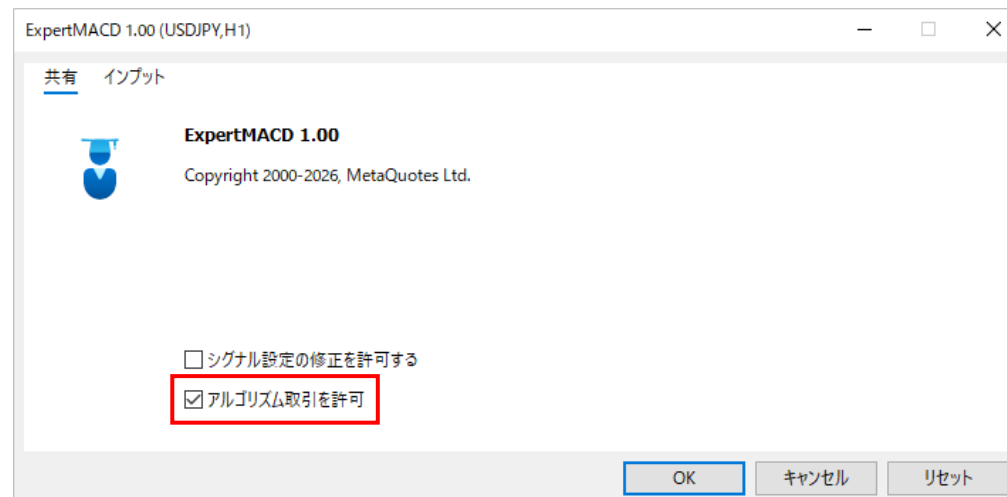 ExpertMACD 1.00 (USDJPY,H1)
共有 インプット
ExpertMACD 1.00
Copyright 2000-2026, MetaQuotes Ltd.
シグナル設定の修正を許可する
アルゴリズム取引を許可
OK キャンセル リセット